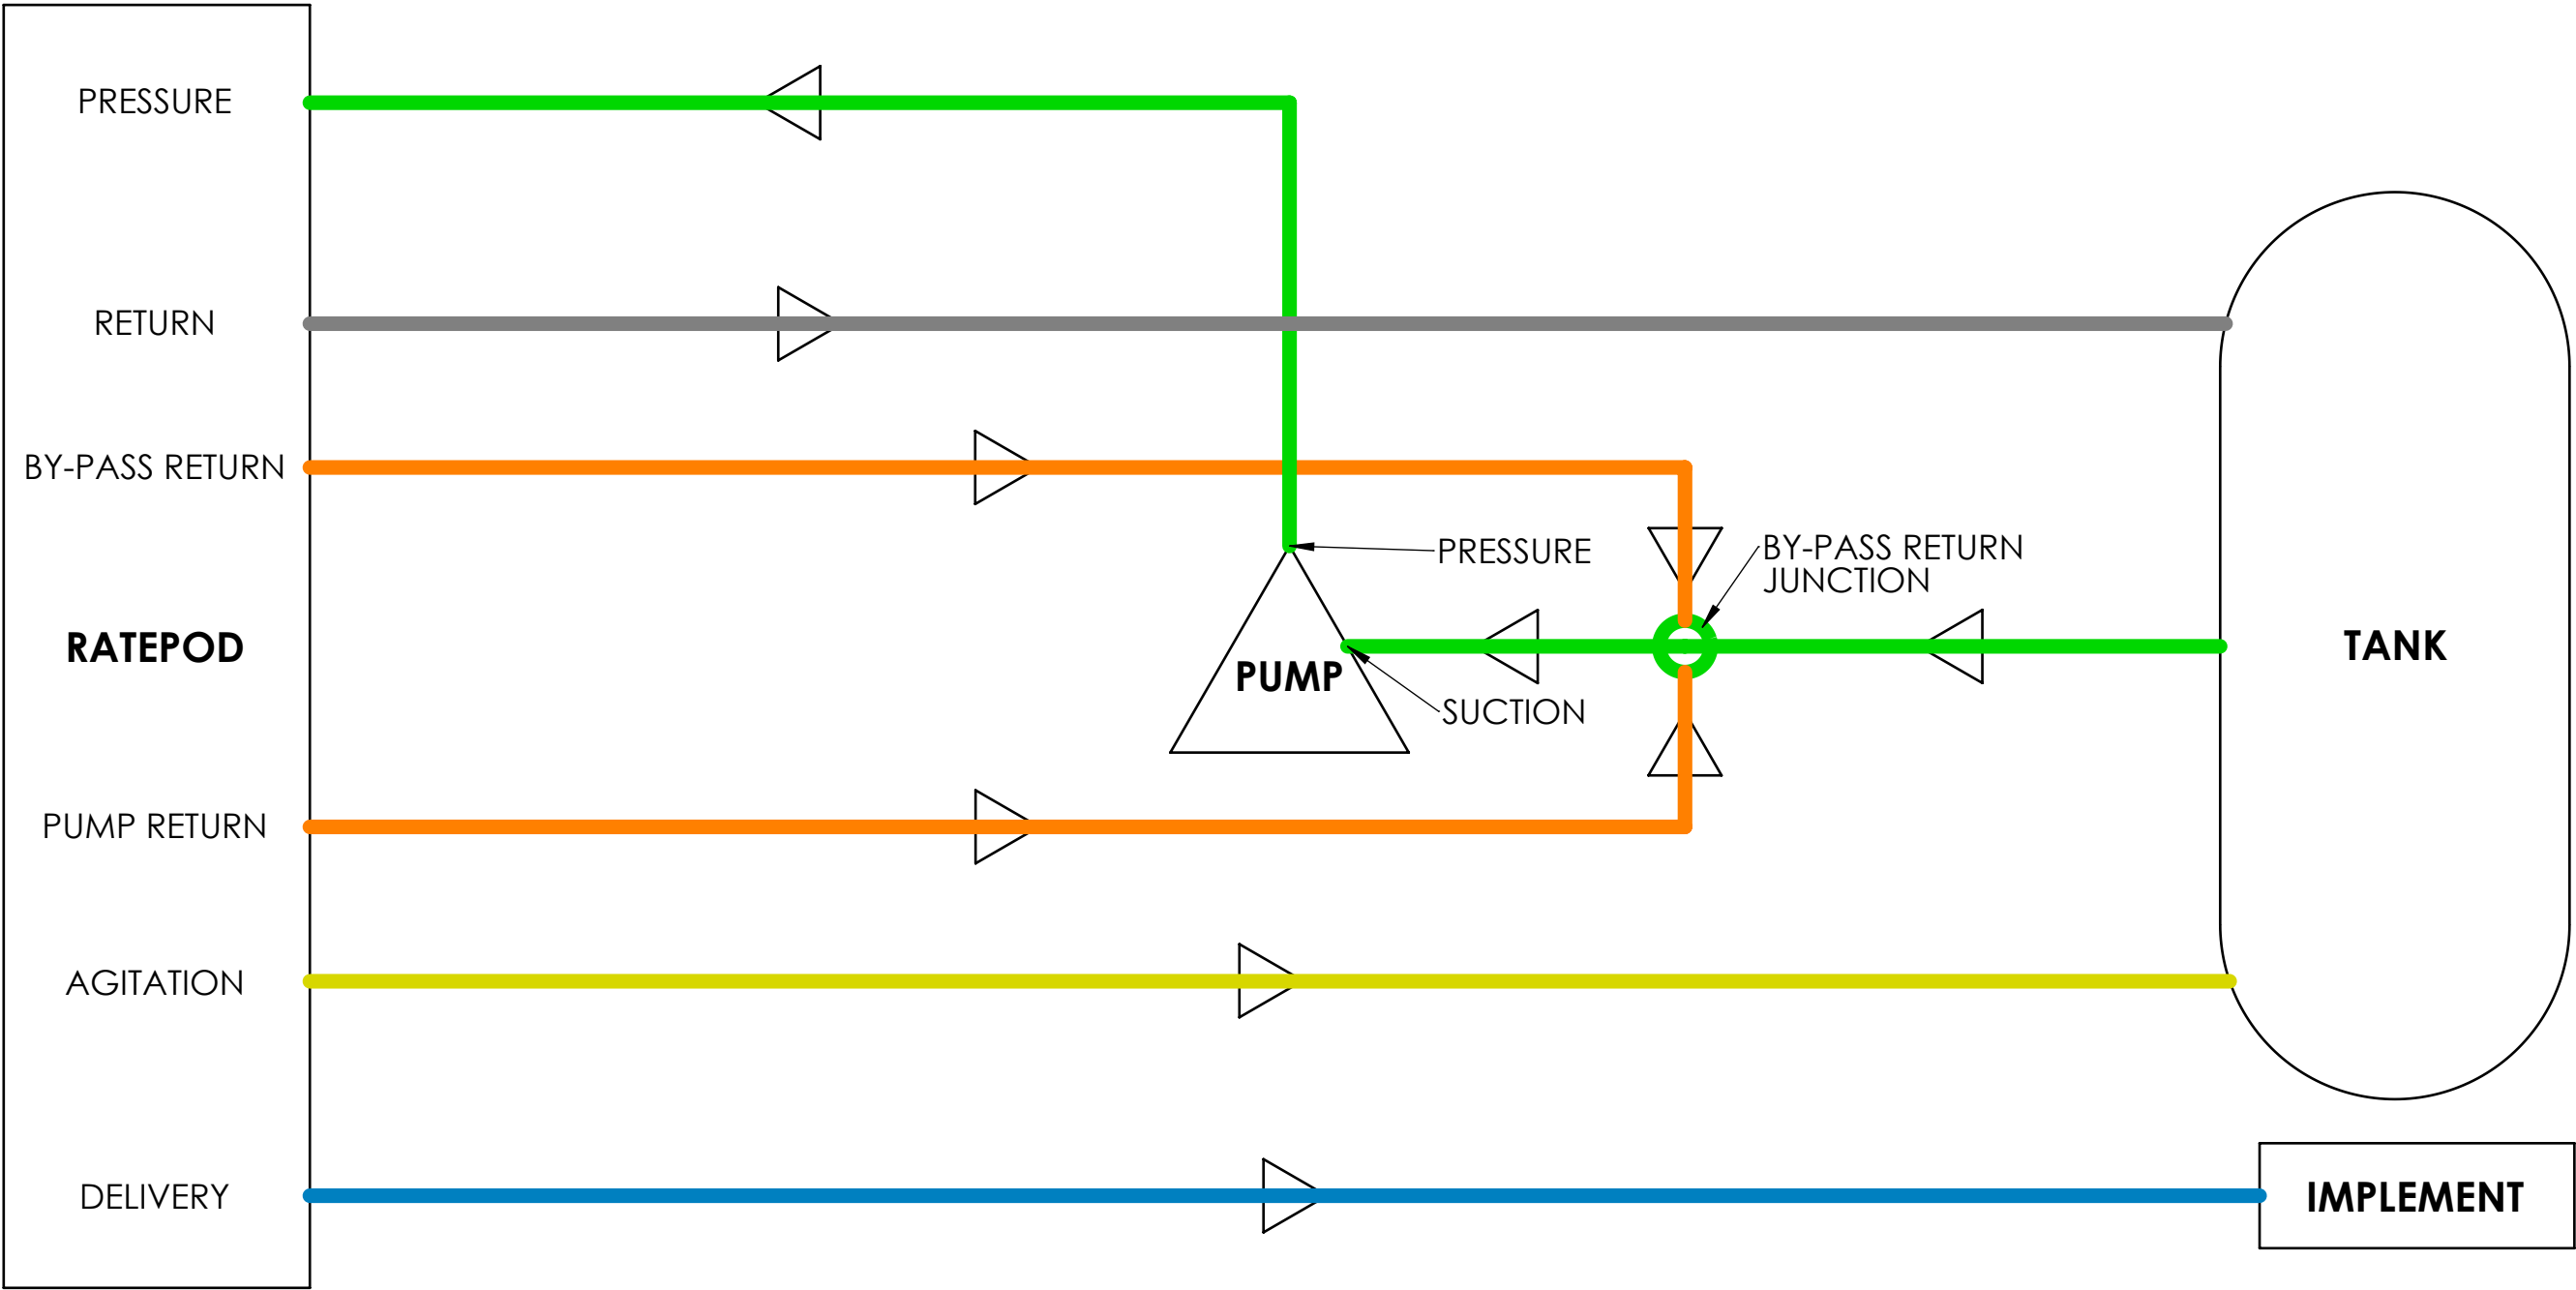 PRESSURE
RETURN
BY-PASS RETURN
RATEPOD
PUMP RETURN
AGITATION
DELIVERY
PRESSURE
PUMP
SUCTION
BY-PASS RETURN
JUNCTION
TANK
IMPLEMENT